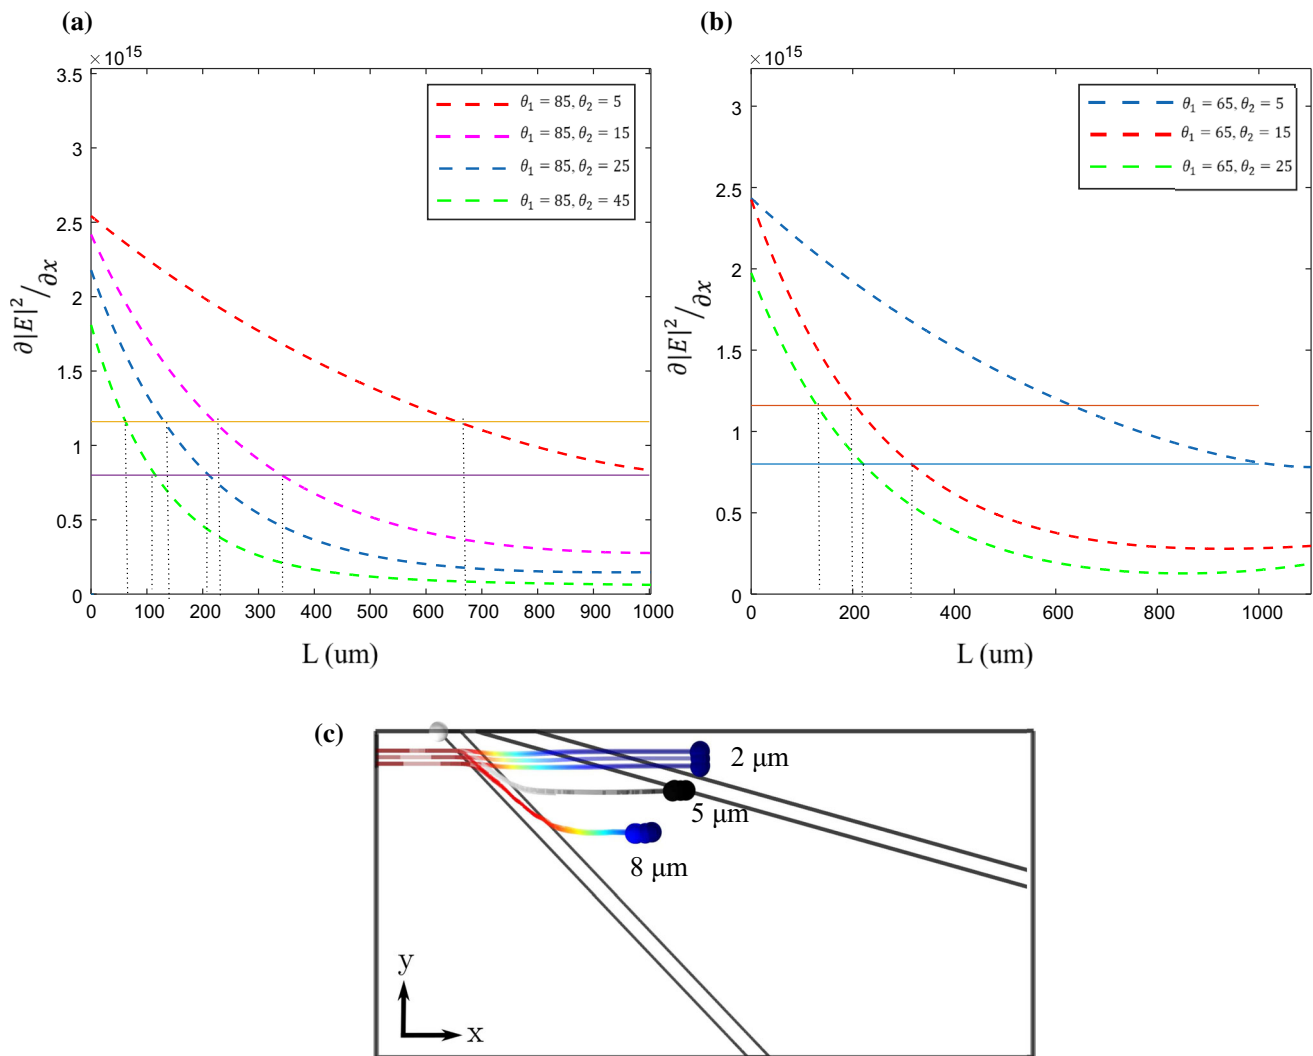 (a)
× 10^15
3.5
3
2.5
2
1.5
1
0.5
0
∂|E|²/∂x
θ₁ = 85, θ₂ = 5
θ₁ = 85, θ₂ = 15
θ₁ = 85, θ₂ = 25
θ₁ = 85, θ₂ = 45
0 100 200 300 400 500 600 700 800 900 1000
L (um)
(b)
× 10^15
3
2.5
2
1.5
1
0.5
0
∂|E|²/∂x
θ₁ = 65, θ₂ = 5
θ₁ = 65, θ₂ = 15
θ₁ = 65, θ₂ = 25
0 200 400 600 800 1000
L (um)
(c)
2 μm
5 μm
8 μm
y
x